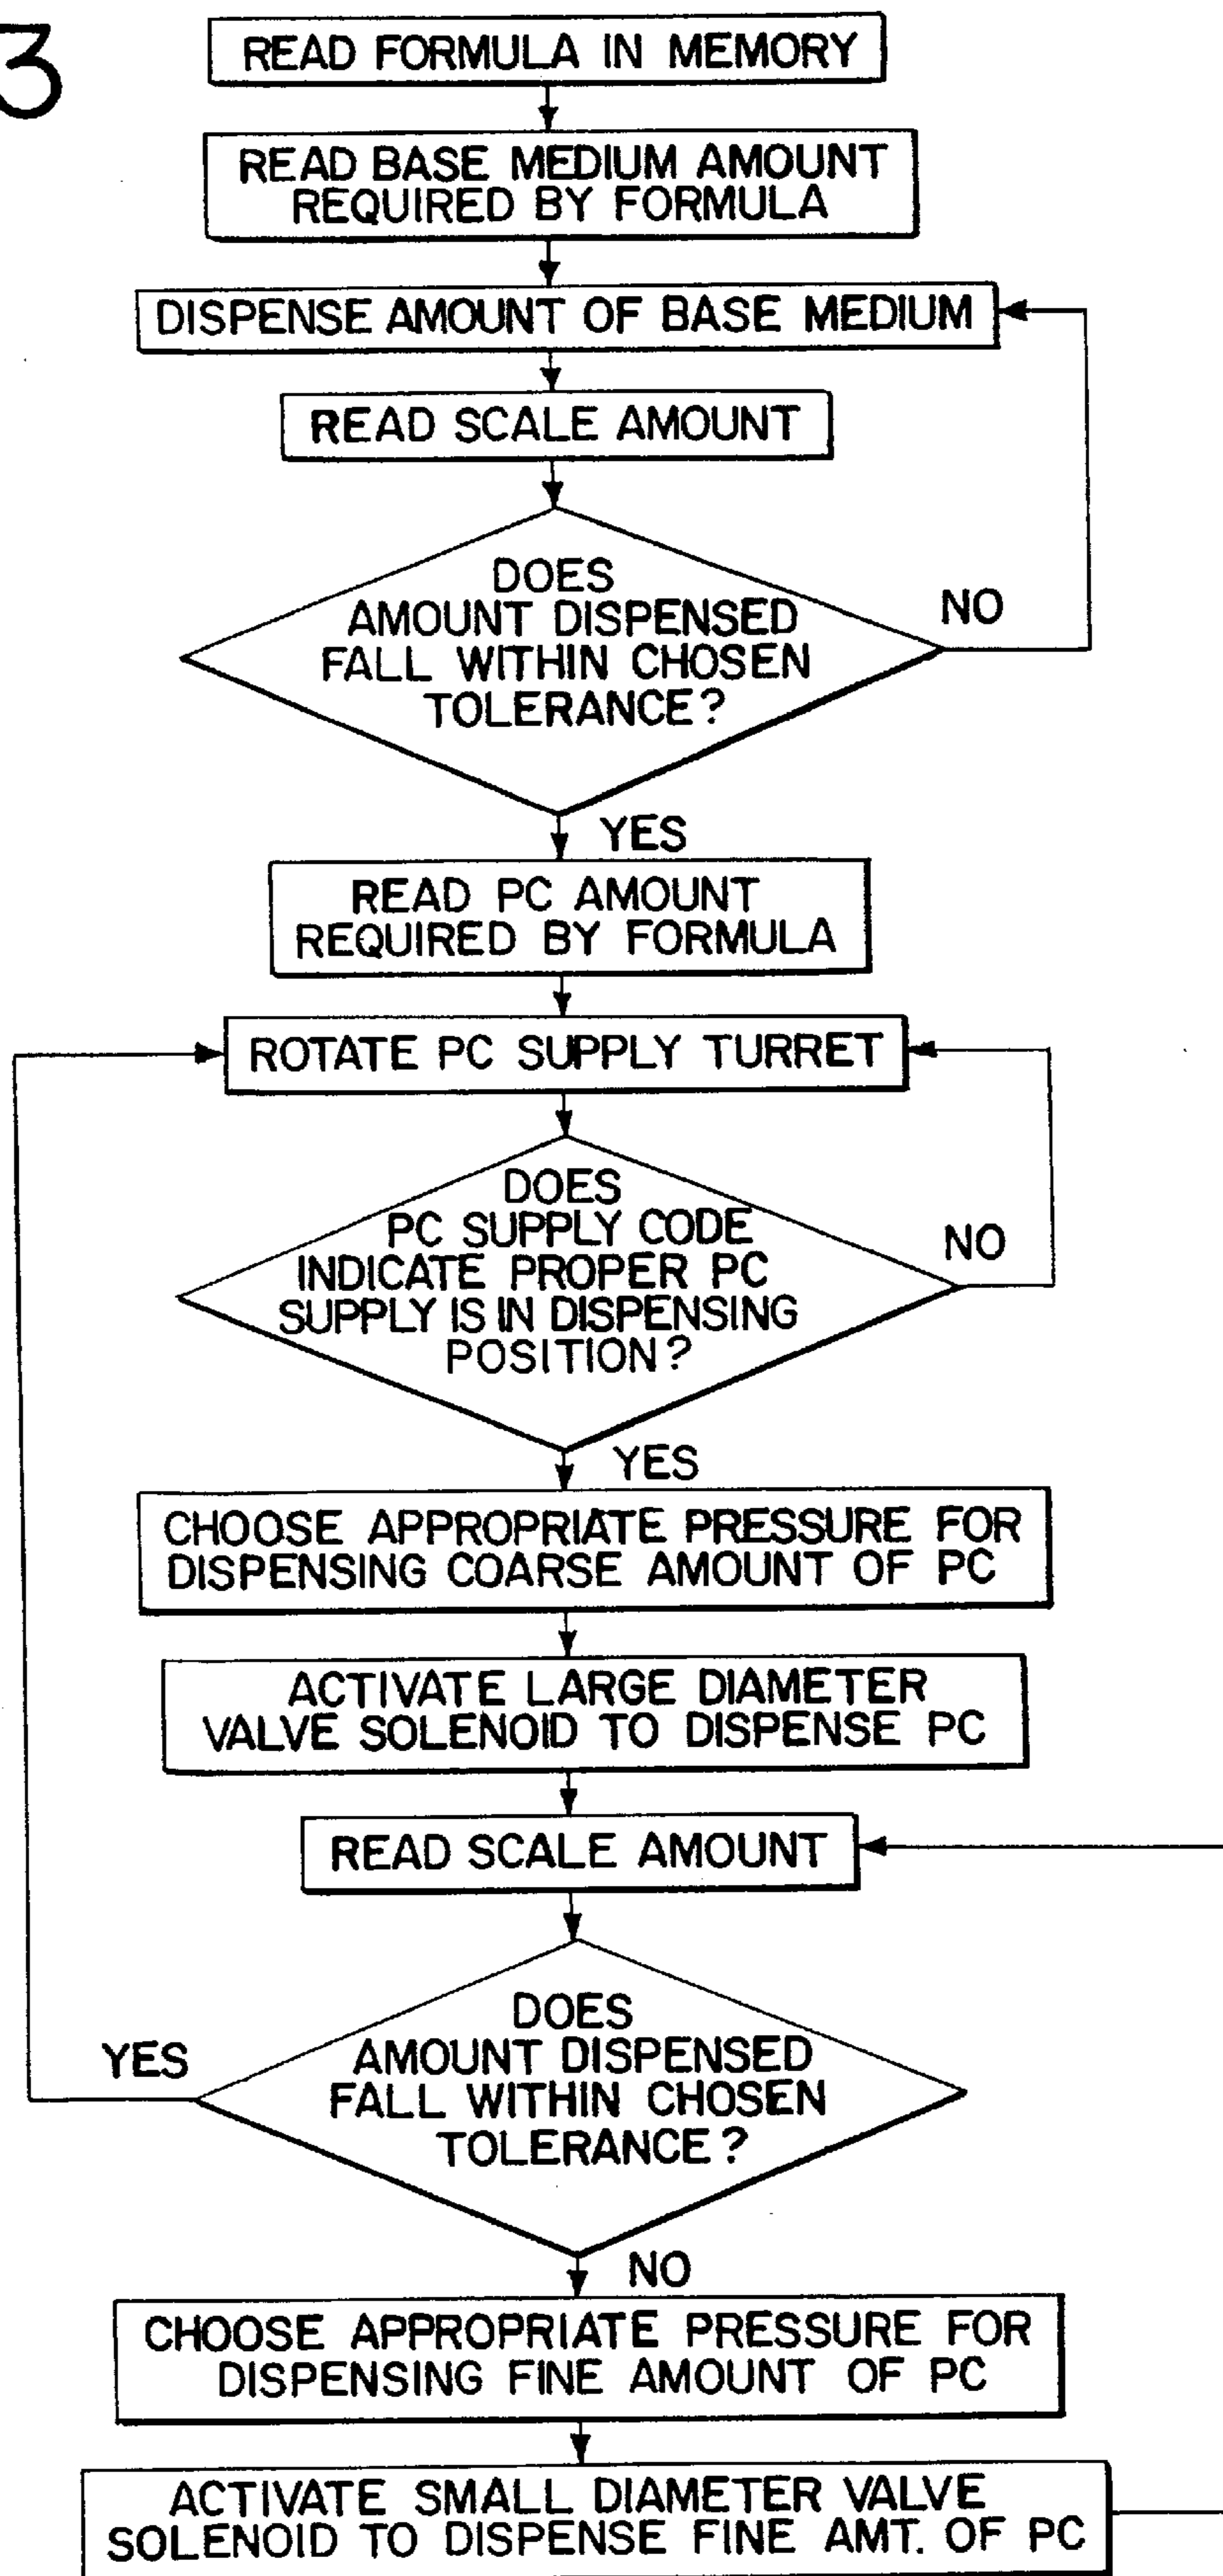 3
READ FORMULA IN MEMORY
READ BASE MEDIUM AMOUNT
REQUIRED BY FORMULA
DISPENSE AMOUNT OF BASE MEDIUM
READ SCALE AMOUNT
DOES
AMOUNT DISPENSED
FALL WITHIN CHOSEN
TOLERANCE?
NO
YES
READ PC AMOUNT
REQUIRED BY FORMULA
ROTATE PC SUPPLY TURRET
DOES
PC SUPPLY CODE
INDICATE PROPER PC
SUPPLY IS IN DISPENSING
POSITION?
NO
YES
CHOOSE APPROPRIATE PRESSURE FOR
DISPENSING COARSE AMOUNT OF PC
ACTIVATE LARGE DIAMETER
VALVE SOLENOID TO DISPENSE PC
READ SCALE AMOUNT
DOES
AMOUNT DISPENSED
FALL WITHIN CHOSEN
TOLERANCE?
YES
NO
CHOOSE APPROPRIATE PRESSURE FOR
DISPENSING FINE AMOUNT OF PC
ACTIVATE SMALL DIAMETER VALVE
SOLENOID TO DISPENSE FINE AMT. OF PC